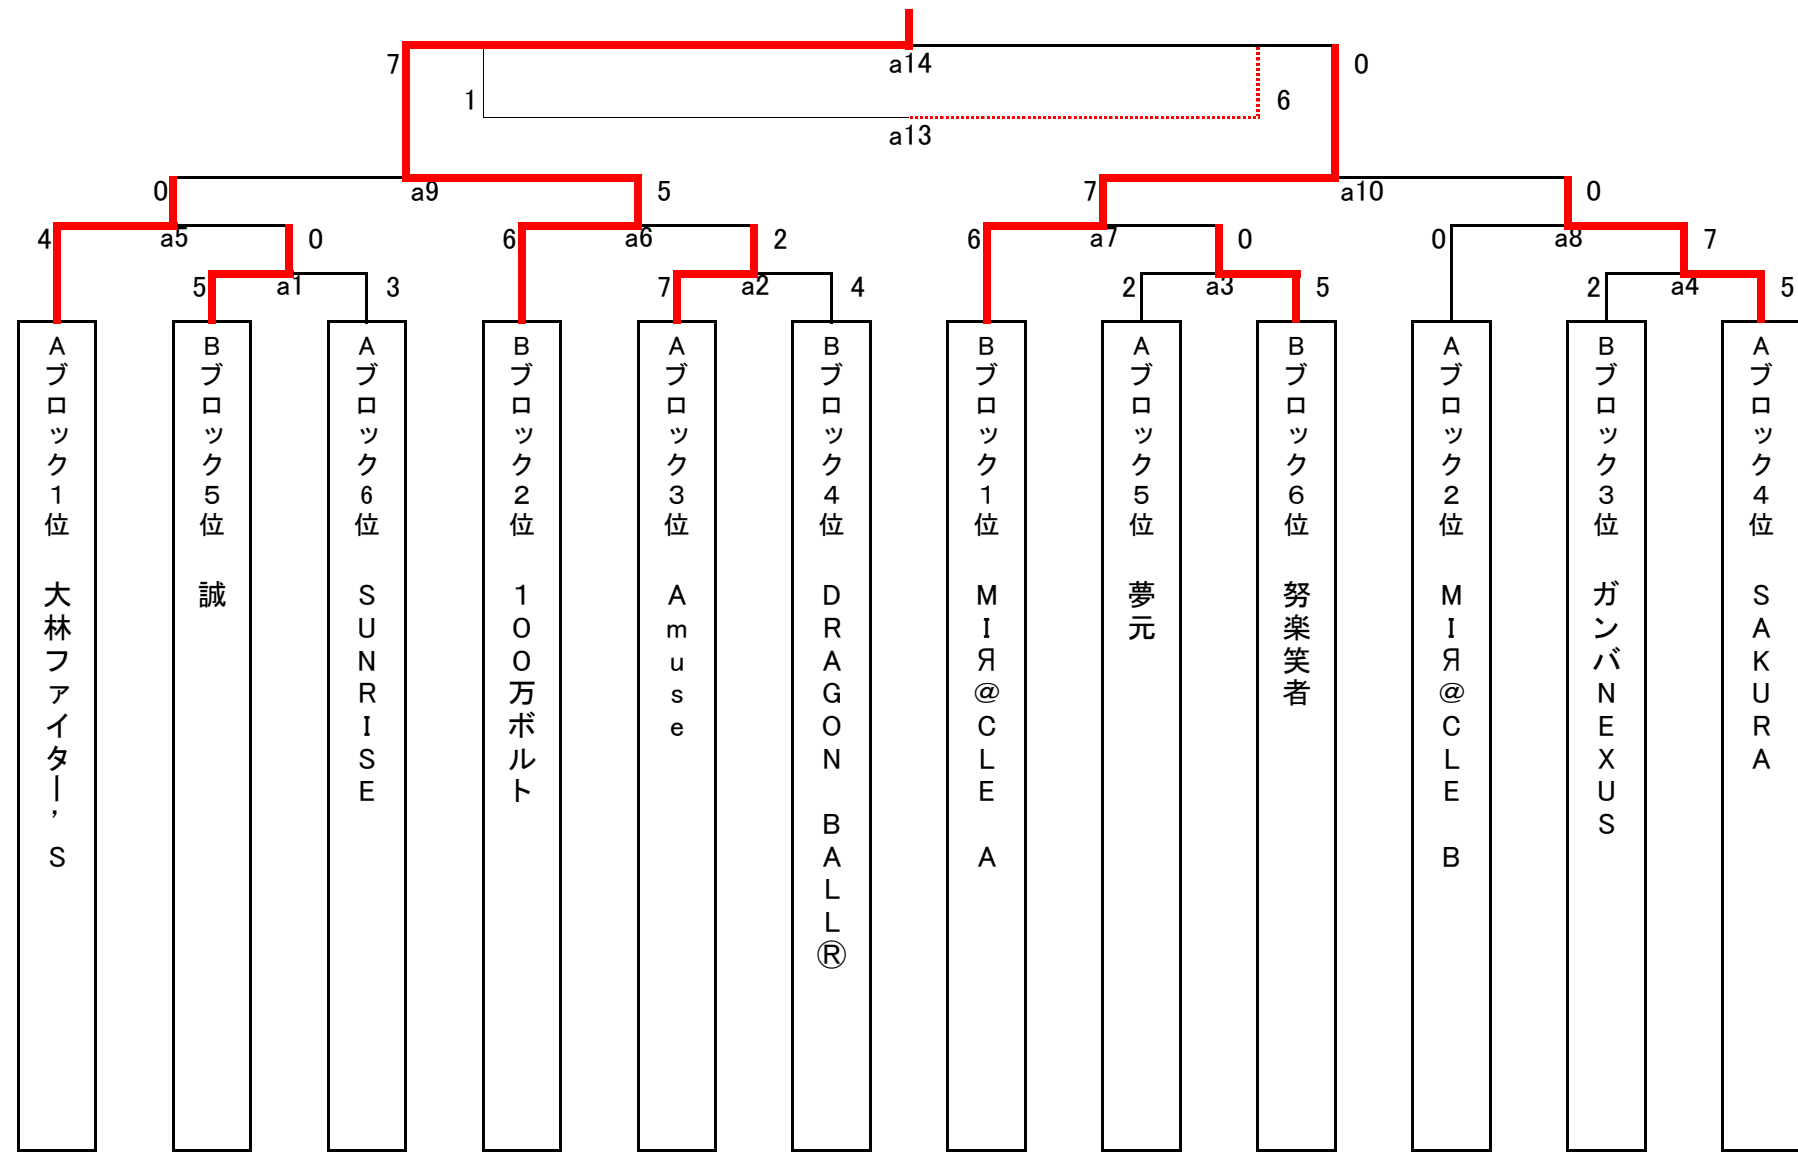 7
a14
0
1
6
a13
0
a9
5
7
a10
0
4
a5
0
6
a6
2
6
a7
0
0
a8
7
5
a1
3
7
a2
4
2
a3
5
2
a4
5
Aブロック1位 大林ファイターズ,S
Bブロック5位 誠
Aブロック6位 SUNRISE
Bブロック2位 100万ボルト
Aブロック3位 Amuse
Bブロック4位 DRAGON BALLⓇ
Bブロック1位 MIЯ@CLE A
Aブロック5位 夢元
Bブロック6位 努楽笑者
Aブロック2位 MIЯ@CLE B
Bブロック3位 ガンバNEXUS
Aブロック4位 SAKURA